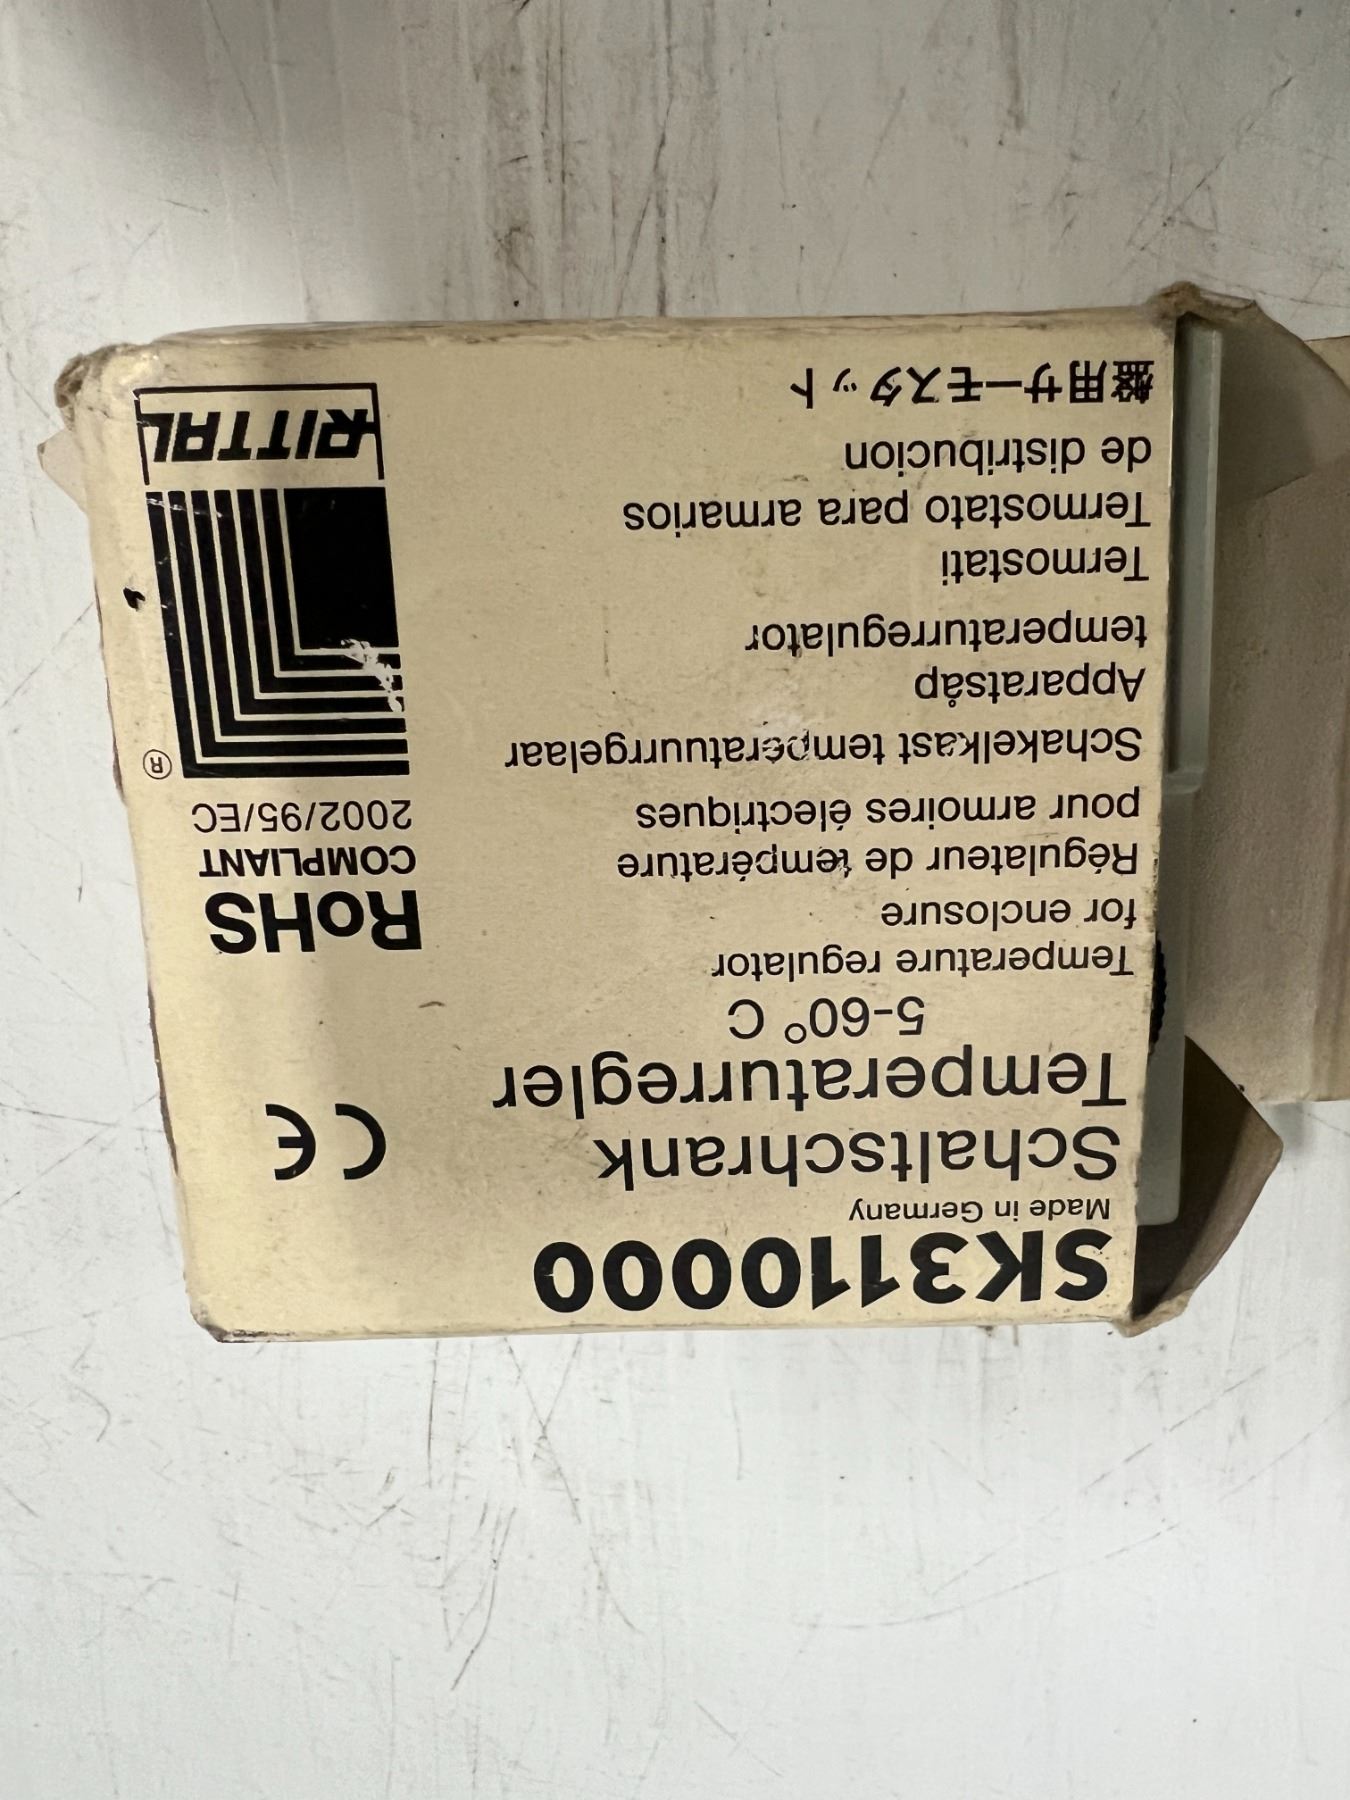 SK3110000
Made in Germany
Schaltschrank
Temperaturregler
5-60° C
CE
Temperature regulator
for enclosure
Régulateur de température
pour armoires électriques
Schakelkast temperatuurrgelaar
Apparatsåp
temperaturregulator
Termostati
Termostato para armarios
de distribucion
盤用サーモスタット
RoHS
COMPLIANT
2002/95/EC
®
RITTAL